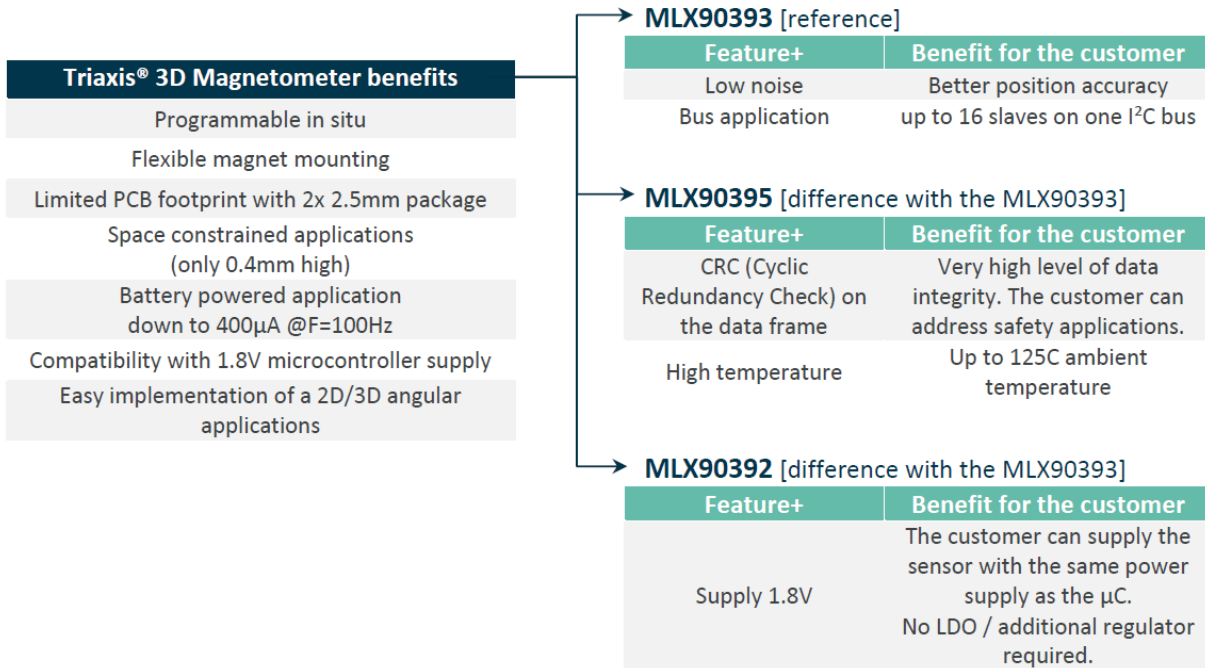 Triaxis® 3D Magnetometer benefits
Programmable in situ
Flexible magnet mounting
Limited PCB footprint with 2x 2.5mm package
Space constrained applications
(only 0.4mm high)
Battery powered application
down to 400µA @F=100Hz
Compatibility with 1.8V microcontroller supply
Easy implementation of a 2D/3D angular
applications
MLX90393 [reference]
Feature+ Benefit for the customer
Low noise Better position accuracy
Bus application up to 16 slaves on one I²C bus
MLX90395 [difference with the MLX90393]
Feature+ Benefit for the customer
CRC (Cyclic
Redundancy Check) on
the data frame
Very high level of data
integrity. The customer can
address safety applications.
High temperature
Up to 125C ambient
temperature
MLX90392 [difference with the MLX90393]
Feature+ Benefit for the customer
Supply 1.8V
The customer can supply the
sensor with the same power
supply as the µC.
No LDO / additional regulator
required.